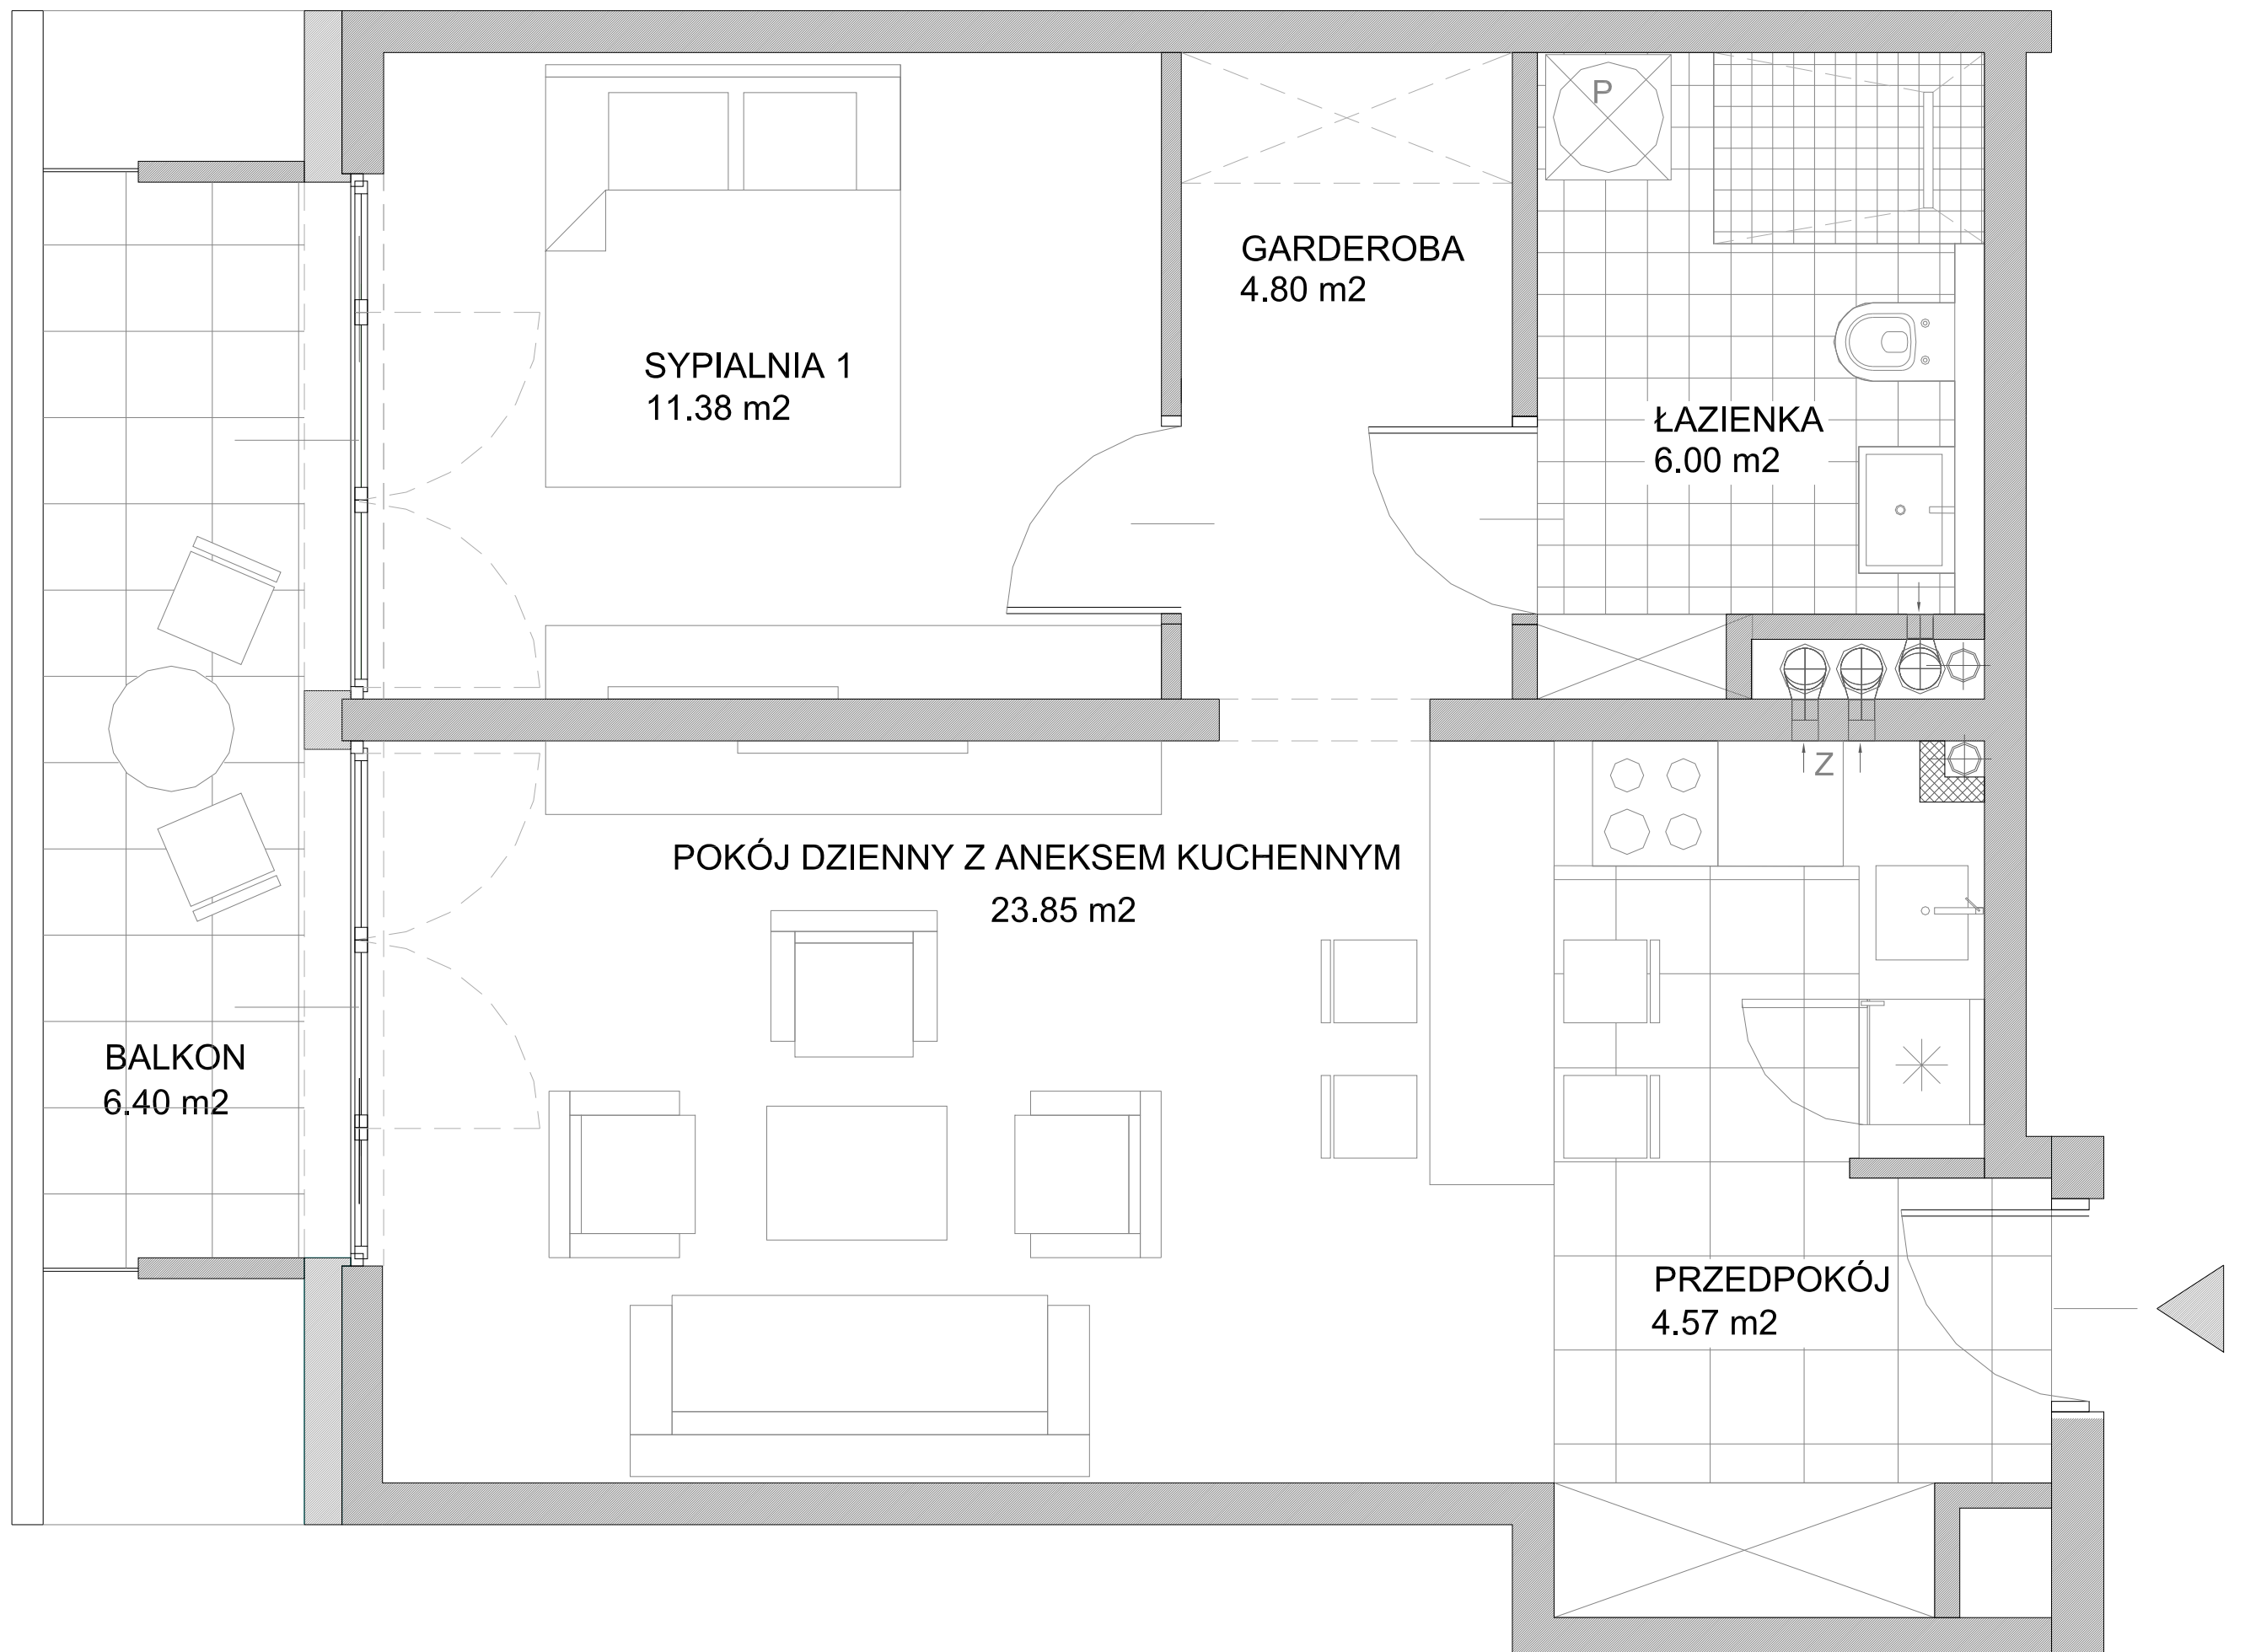 P
GARDEROBA
4.80 m2
SYPIALNIA 1
11.38 m2
ŁAZIENKA
6.00 m2
Z
POKÓJ DZIENNY Z ANEKSEM KUCHENNYM
23.85 m2
BALKON
6.40 m2
PRZEDPOKÓJ
4.57 m2